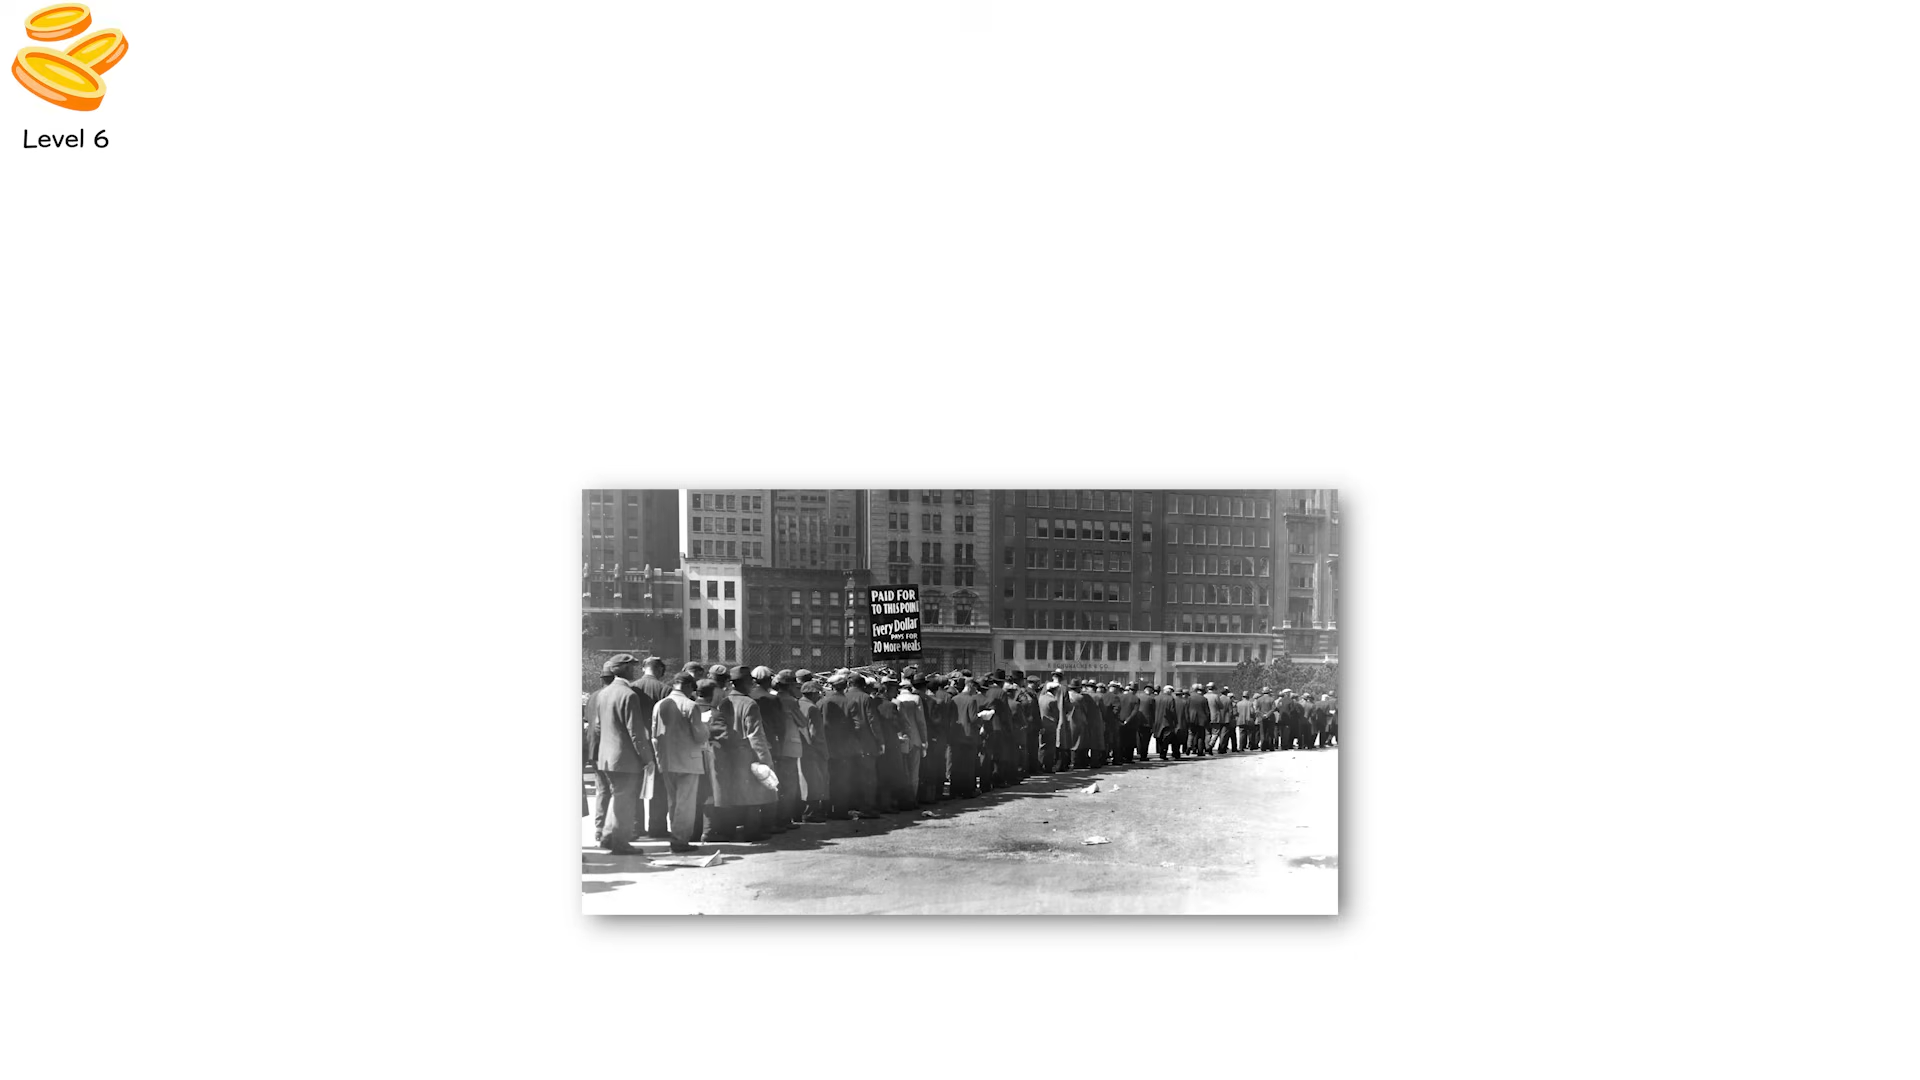 Level 6
PAID FOR
TO THIS POINT
Every Dollar
PAYS FOR
20 More Meals